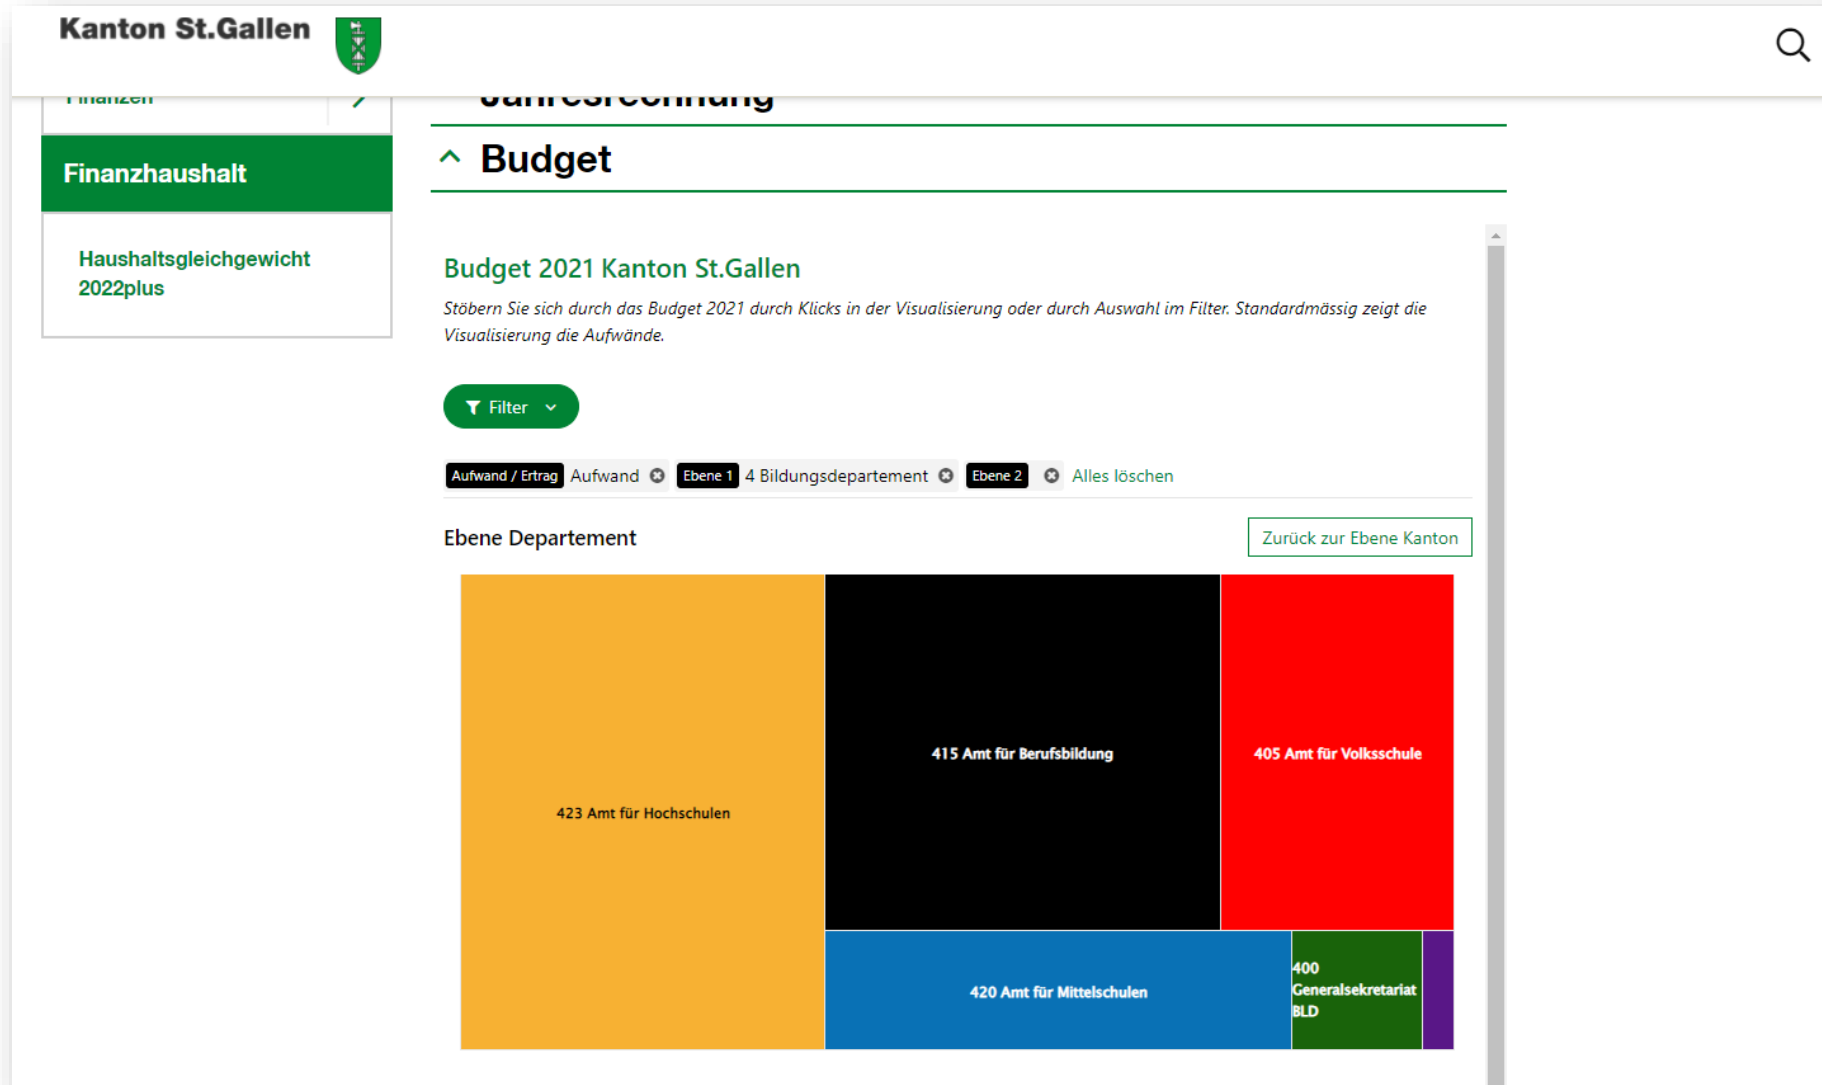 Kanton St.Gallen
Finanzen
Jahresrechnung
Finanzhaushalt
Haushaltsgleichgewicht
2022plus
Budget
Budget 2021 Kanton St.Gallen
Stöbern Sie sich durch das Budget 2021 durch Klicks in der Visualisierung oder durch Auswahl im Filter. Standardmässig zeigt die
Visualisierung die Aufwände.
Filter
Aufwand / Ertrag Aufwand Ebene 1 4 Bildungsdepartement Ebene 2 Alles löschen
Ebene Departement
Zurück zur Ebene Kanton
423 Amt für Hochschulen
415 Amt für Berufsbildung
405 Amt für Volksschule
420 Amt für Mittelschulen
400
Generalsekretariat
BLD